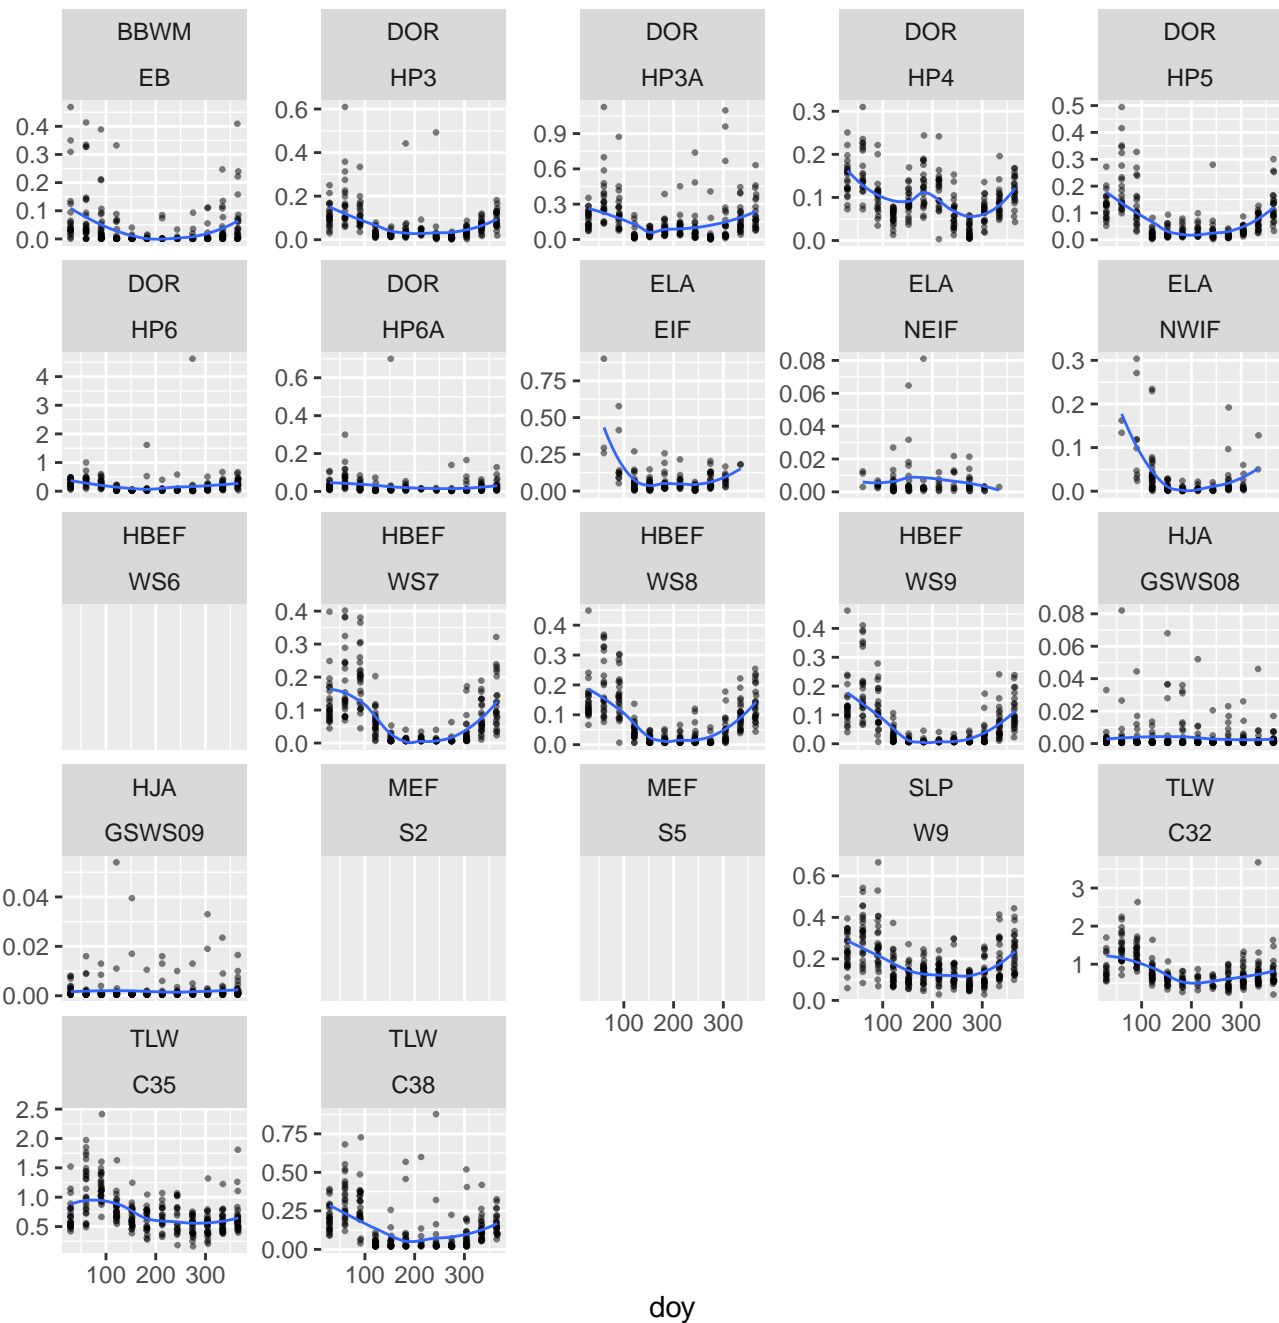 BBWM DOR DOR DOR DOR
EB HP3 HP3A HP4 HP5
0.4 0.3 0.2 0.1 0.0
0.6 0.4 0.2 0.0
0.9 0.6 0.3 0.0
0.3 0.2 0.1 0.0
0.5 0.4 0.3 0.2 0.1 0.0
DOR DOR ELA ELA ELA
HP6 HP6A EIF NEIF NWIF
4 3 2 1 0
0.6 0.4 0.2 0.0
0.75 0.50 0.25 0.00
0.08 0.06 0.04 0.02 0.00
0.3 0.2 0.1 0.0
HBEF HBEF HBEF HBEF HJA
WS6 WS7 WS8 WS9 GSWS08
0.4 0.3 0.2 0.1 0.0
0.4 0.3 0.2 0.1 0.0
0.4 0.3 0.2 0.1 0.0
0.08 0.06 0.04 0.02 0.00
HJA MEF MEF SLP TLW
GSWS09 S2 S5 W9 C32
0.04 0.02 0.00
0.6 0.4 0.2 0.0
3 2 1
100 200 300 100 200 300 100 200 300
TLW TLW
C35 C38
2.5 2.0 1.5 1.0 0.5
0.75 0.50 0.25 0.00
100 200 300 100 200 300
doy